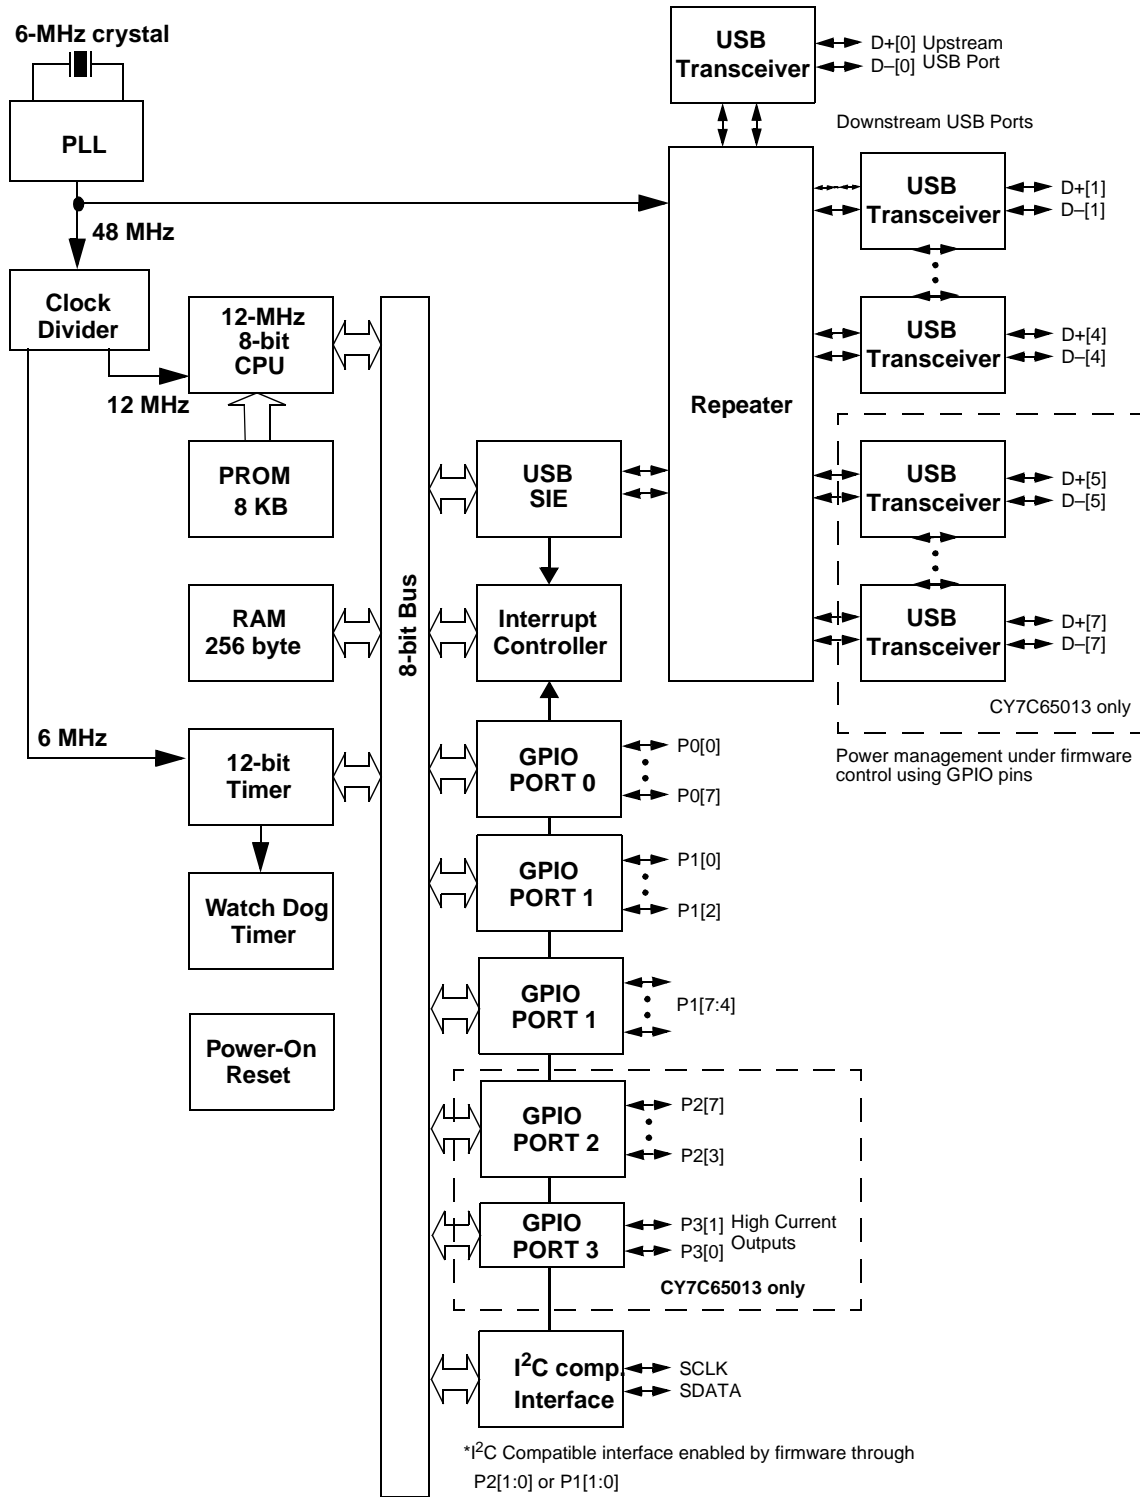 6-MHz crystal
PLL
48 MHz
Clock
Divider
12-MHz
8-bit
CPU
12 MHz
PROM
8 KB
RAM
256 byte
6 MHz
12-bit
Timer
Watch Dog
Timer
Power-On
Reset
8-bit Bus
USB
Transceiver
D+[0] Upstream
D–[0] USB Port
Downstream USB Ports
Repeater
USB
Transceiver
D+[1]
D–[1]
USB
Transceiver
D+[4]
D–[4]
USB
Transceiver
D+[5]
D–[5]
USB
Transceiver
D+[7]
D–[7]
CY7C65013 only
Power management under firmware
control using GPIO pins
USB
SIE
Interrupt
Controller
GPIO
PORT 0
P0[0]
P0[7]
GPIO
PORT 1
P1[0]
P1[2]
GPIO
PORT 1
P1[7:4]
GPIO
PORT 2
P2[7]
P2[3]
GPIO
PORT 3
P3[1] High Current
P3[0] Outputs
CY7C65013 only
I²C comp.
Interface
SCLK
SDATA
*I²C Compatible interface enabled by firmware through
P2[1:0] or P1[1:0]